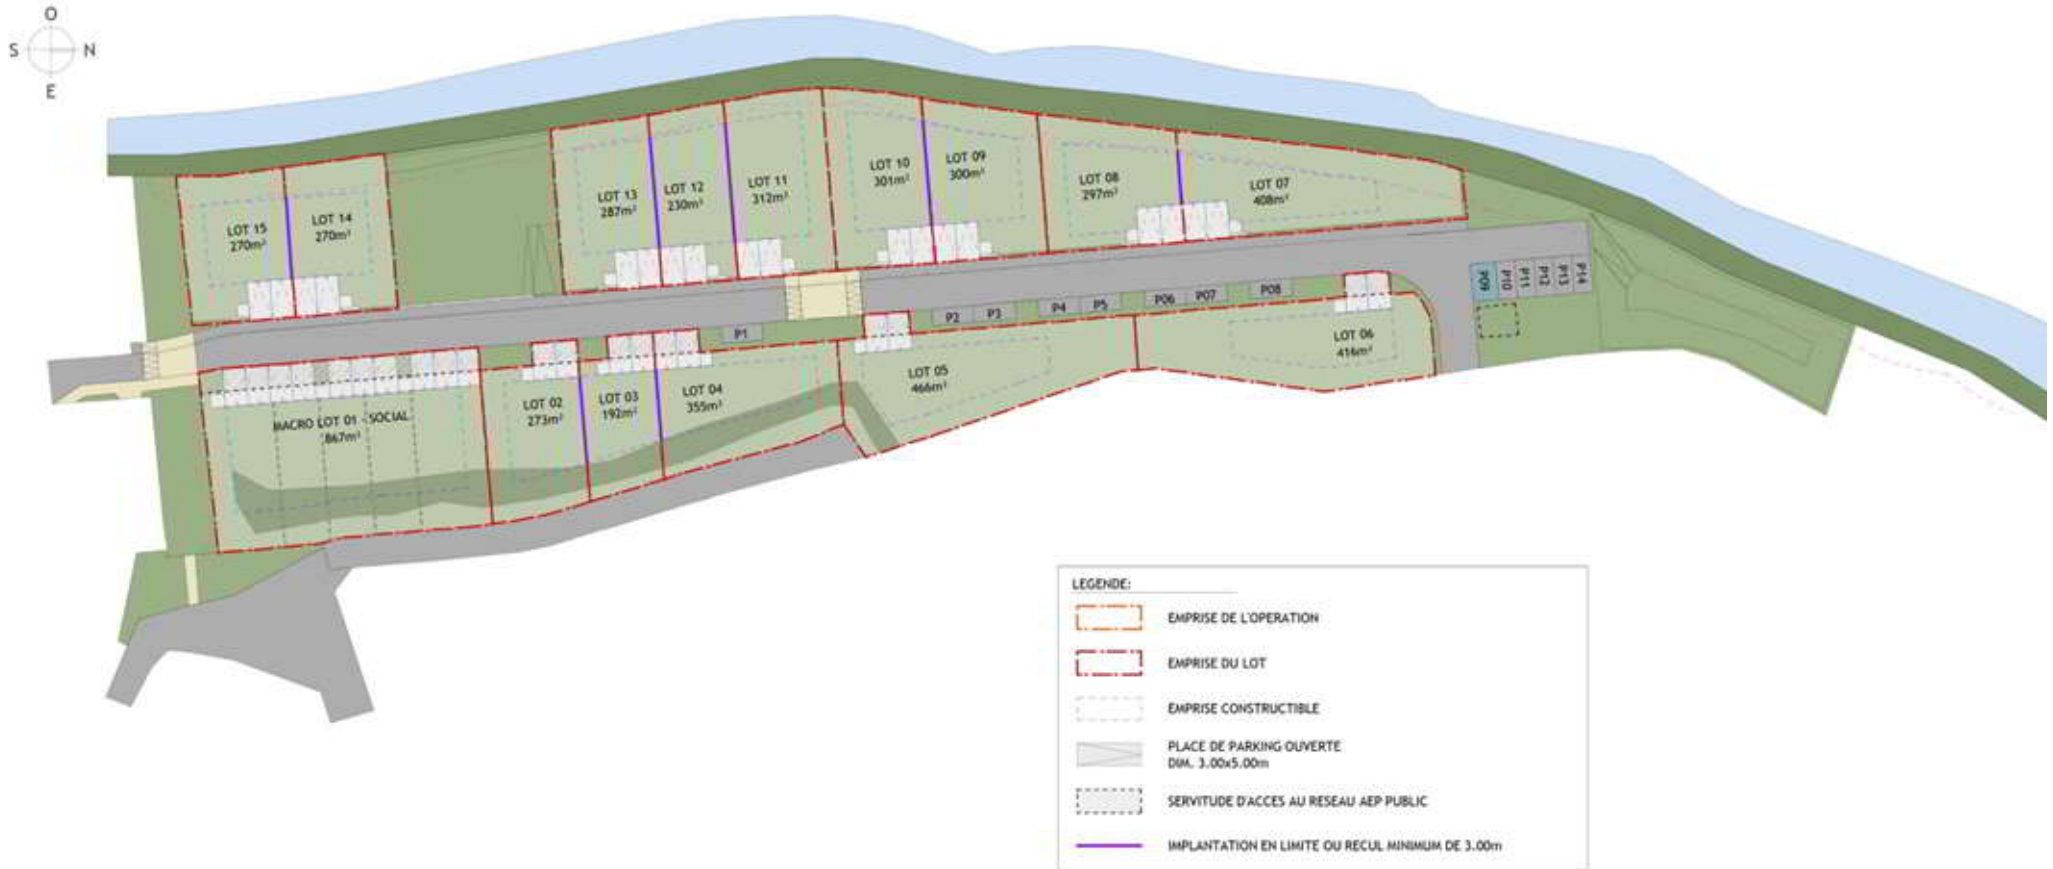 O
S
N
E
LOT 15
270m²
LOT 14
270m²
LOT 13
287m²
LOT 12
230m²
LOT 11
312m²
LOT 10
301m²
LOT 09
300m²
LOT 08
297m²
LOT 07
408m²
P09
P10
P11
P12
P13
P14
P1
P2
P3
P4
P5
P06
P07
P08
MACRO LOT 01 - SOCIAL
867m²
LOT 02
273m²
LOT 03
192m²
LOT 04
355m²
LOT 05
466m²
LOT 06
416m²
LEGENDE:
EMPRISE DE L'OPERATION
EMPRISE DU LOT
EMPRISE CONSTRUCTIBLE
PLACE DE PARKING OUVERTE
DIM. 3.00x5.00m
SERVITUDE D'ACCES AU RESEAU AEP PUBLIC
IMPLANTATION EN LIMITE OU RECUL MINIMUM DE 3.00m